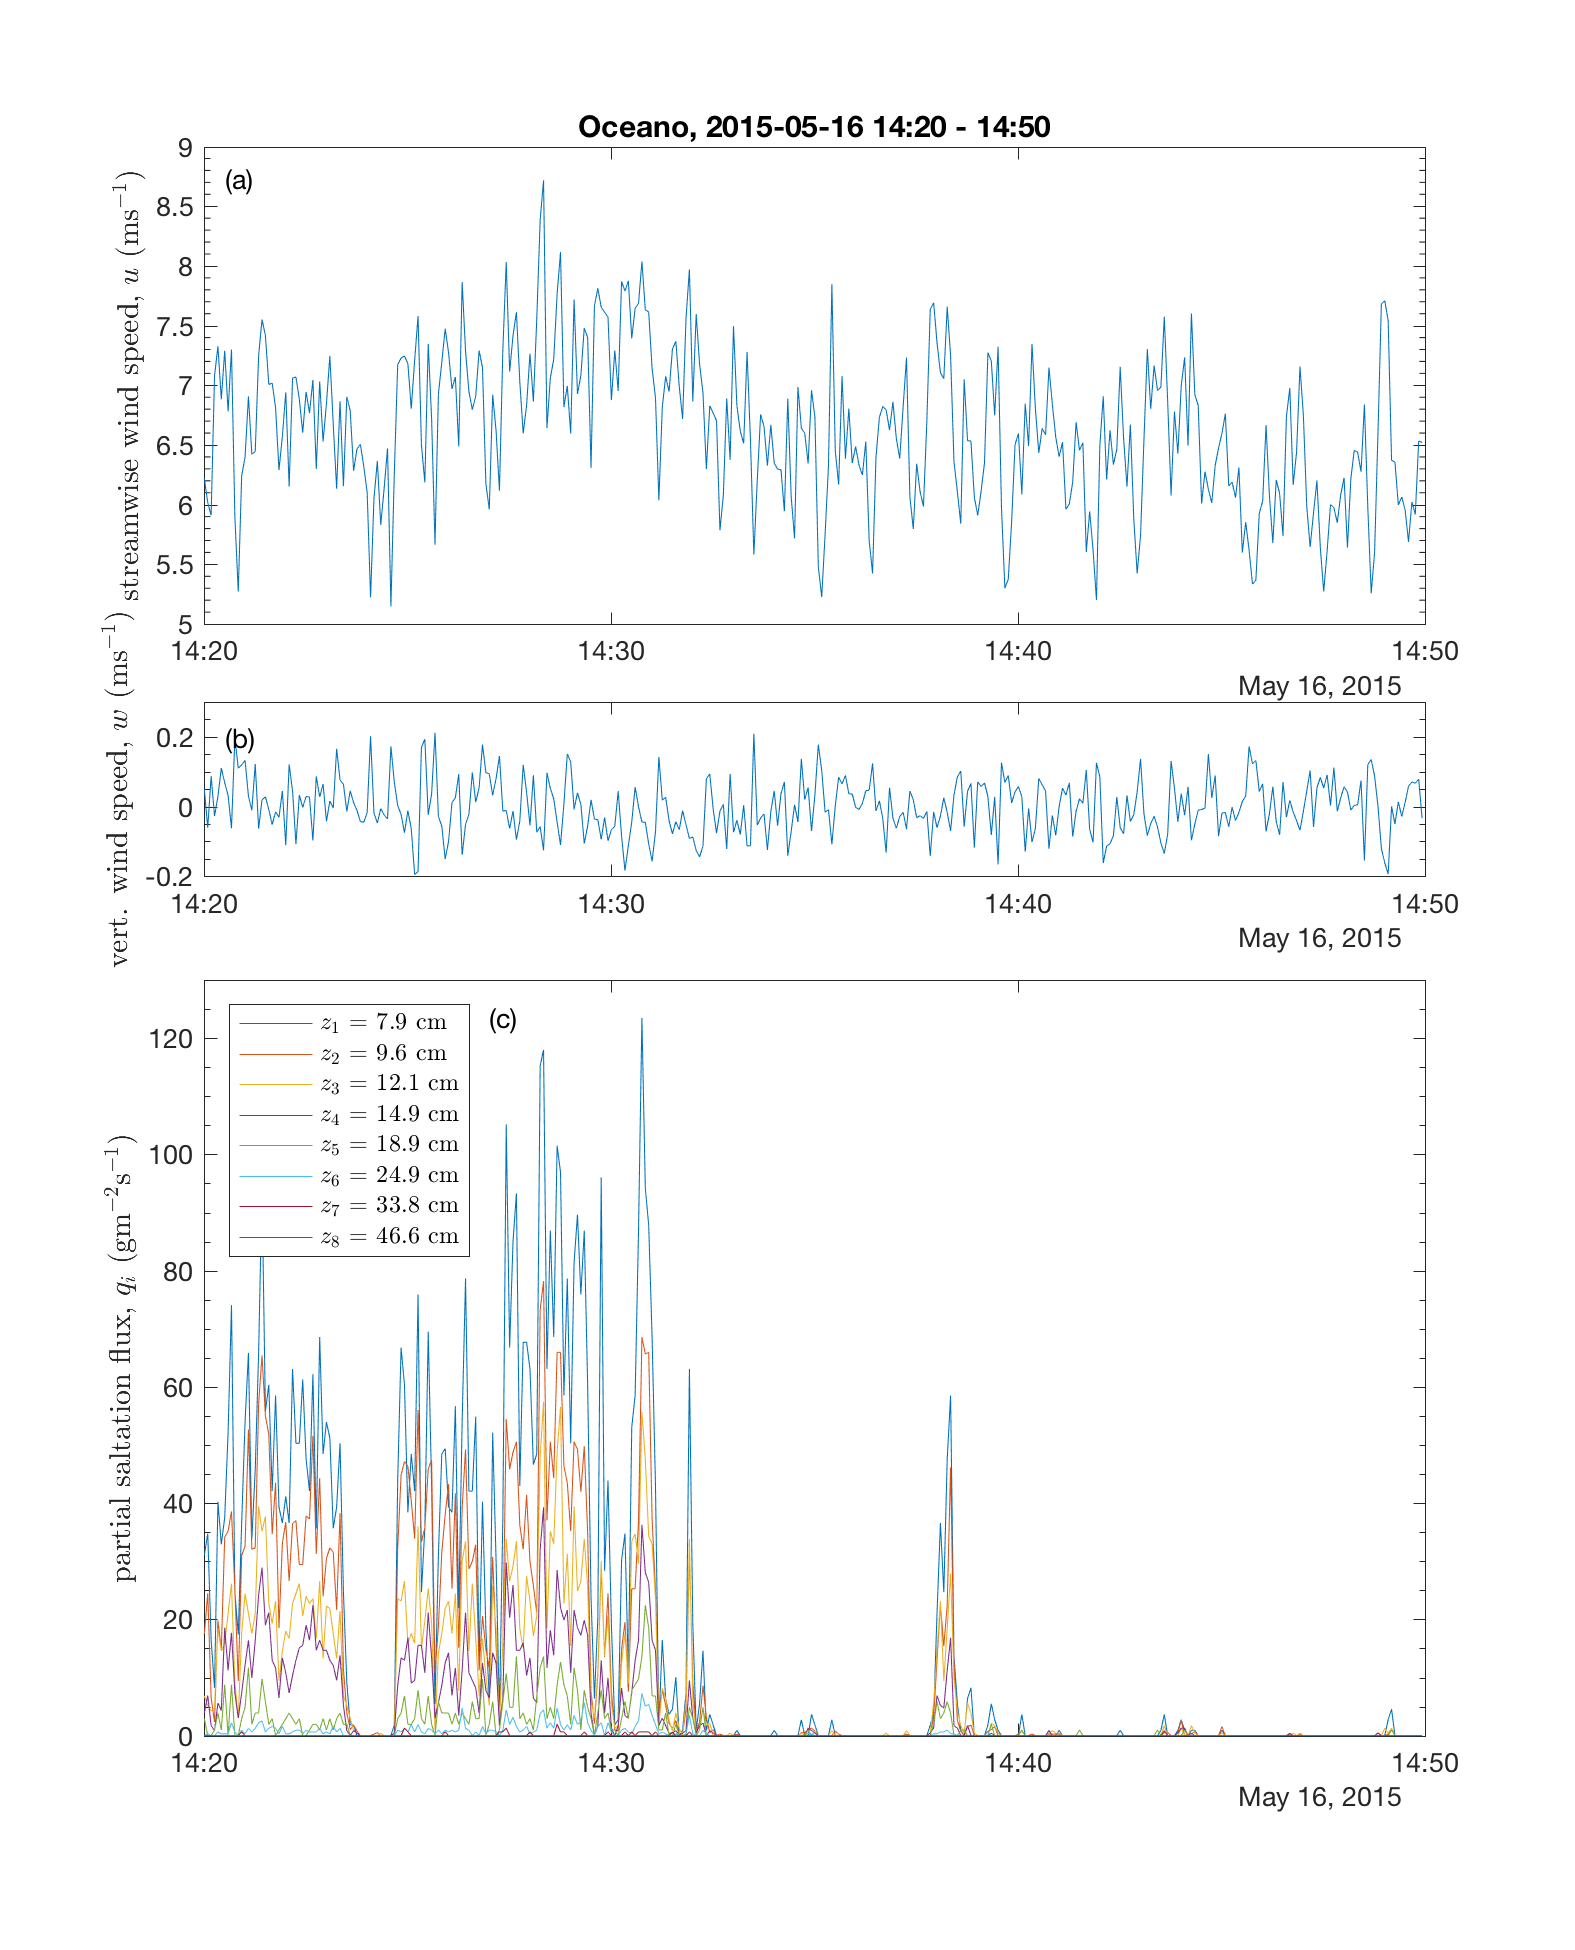 Oceano, 2015-05-16 14:20 - 14:50
(a)
streamwise wind speed, u (ms⁻¹)
9
8.5
8
7.5
7
6.5
6
5.5
5
14:20 14:30 14:40 14:50
May 16, 2015
(b)
vert. wind speed, w (ms⁻¹)
0.2
0
-0.2
14:20 14:30 14:40 14:50
May 16, 2015
(c)
partial saltation flux, qᵢ (gm⁻²s⁻¹)
z₁ = 7.9 cm
z₂ = 9.6 cm
z₃ = 12.1 cm
z₄ = 14.9 cm
z₅ = 18.9 cm
z₆ = 24.9 cm
z₇ = 33.8 cm
z₈ = 46.6 cm
120
100
80
60
40
20
0
14:20 14:30 14:40 14:50
May 16, 2015